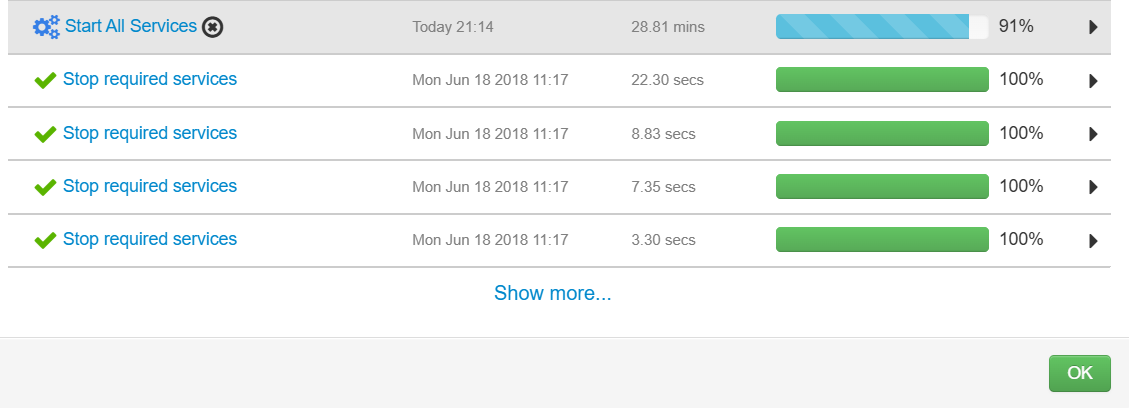 Start All Services Today 21:14 28.81 mins 91%
Stop required services Mon Jun 18 2018 11:17 22.30 secs 100%
Stop required services Mon Jun 18 2018 11:17 8.83 secs 100%
Stop required services Mon Jun 18 2018 11:17 7.35 secs 100%
Stop required services Mon Jun 18 2018 11:17 3.30 secs 100%
Show more...
OK